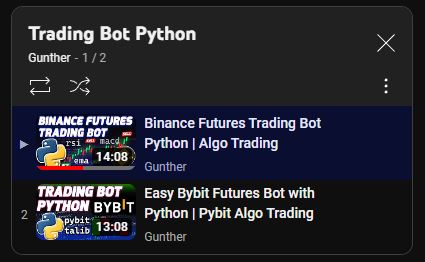 Trading Bot Python
Gunther - 1 / 2
BINANCE FUTURES
TRADING BOT
rsi macd
ema
14:08
Binance Futures Trading Bot
Python | Algo Trading
Gunther
2
TRADING BOT
PYTHON BYBIT
pybit
talib
13:08
Easy Bybit Futures Bot with
Python | Pybit Algo Trading
Gunther